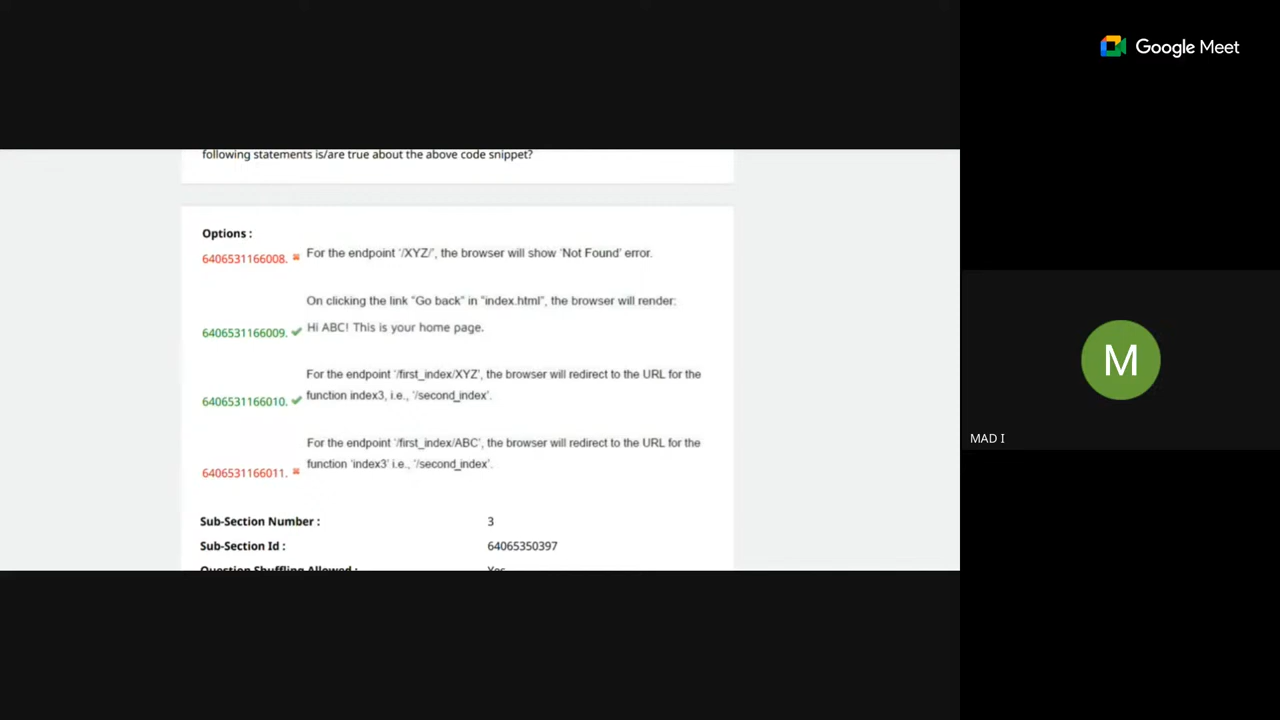 Google Meet
following statements is/are true about the above code snippet?
Options :
6406531166008. For the endpoint '/XYZ/', the browser will show 'Not Found' error.
On clicking the link "Go back" in "index.html", the browser will render:
6406531166009. Hi ABC! This is your home page.
For the endpoint '/first_index/XYZ', the browser will redirect to the URL for the
6406531166010. function index3, i.e., '/second_index'.
For the endpoint '/first_index/ABC', the browser will redirect to the URL for the
6406531166011. function 'index3' i.e., '/second_index'.
Sub-Section Number : 3
Sub-Section Id : 64065350397
Question Shuffling Allowed : Yes
M
MAD I